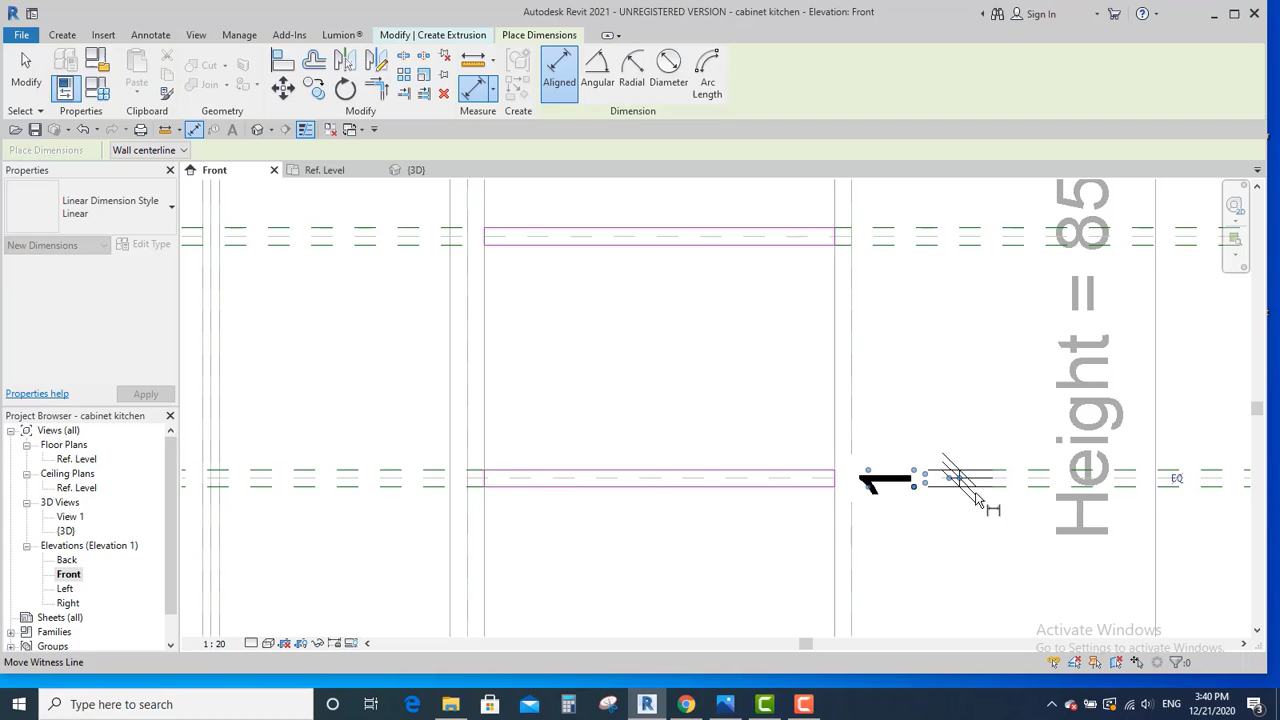 Autodesk Revit 2021 - UNREGISTERED VERSION - cabinet kitchen - Elevation: Front
Sign In
File Create Insert Annotate View Manage Add-Ins Lumion® Modify | Create Extrusion Place Dimensions
Modify
Paste
Cut
Join
Aligned Angular Radial Diameter Arc
Length
Select Properties Clipboard Geometry Modify Measure Create Dimension
Place Dimensions Wall centerline
Properties
Front Ref. Level {3D}
Linear Dimension Style
Linear
New Dimensions Edit Type
Properties help Apply
Project Browser - cabinet kitchen
Views (all)
Floor Plans
Ref. Level
Ceiling Plans
Ref. Level
3D Views
View 1
{3D}
Elevations (Elevation 1)
Back
Front
Left
Right
Sheets (all)
Families
Groups
Height = 85
1
EQ
Activate Windows
Go to Settings to activate Windows.
1 : 20
Move Witness Line
:0
Type here to search
ENG
3:40 PM
12/21/2020
3